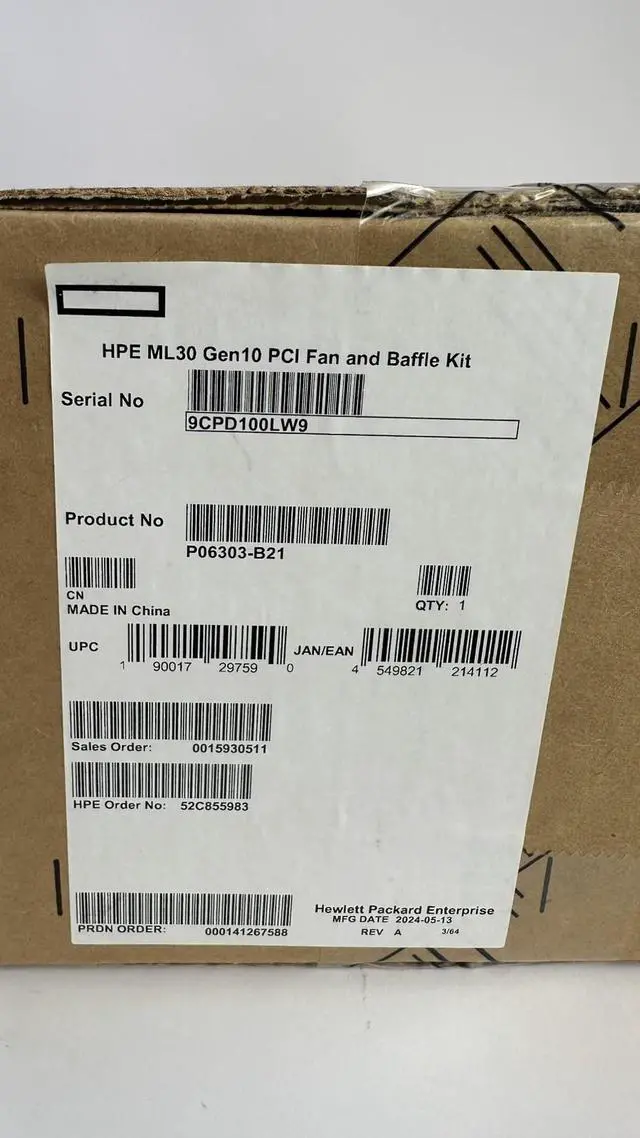 HPE ML30 Gen10 PCI Fan and Baffle Kit
Serial No
9CPD100LW9
Product No
P06303-B21
CN
MADE IN China
QTY: 1
UPC 1 90017 29759 0 JAN/EAN 4 549821 214112
Sales Order: 0015930511
HPE Order No: 52C855983
Hewlett Packard Enterprise
MFG DATE 2024-05-13
PRDN ORDER: 000141267588 REV A 3/64